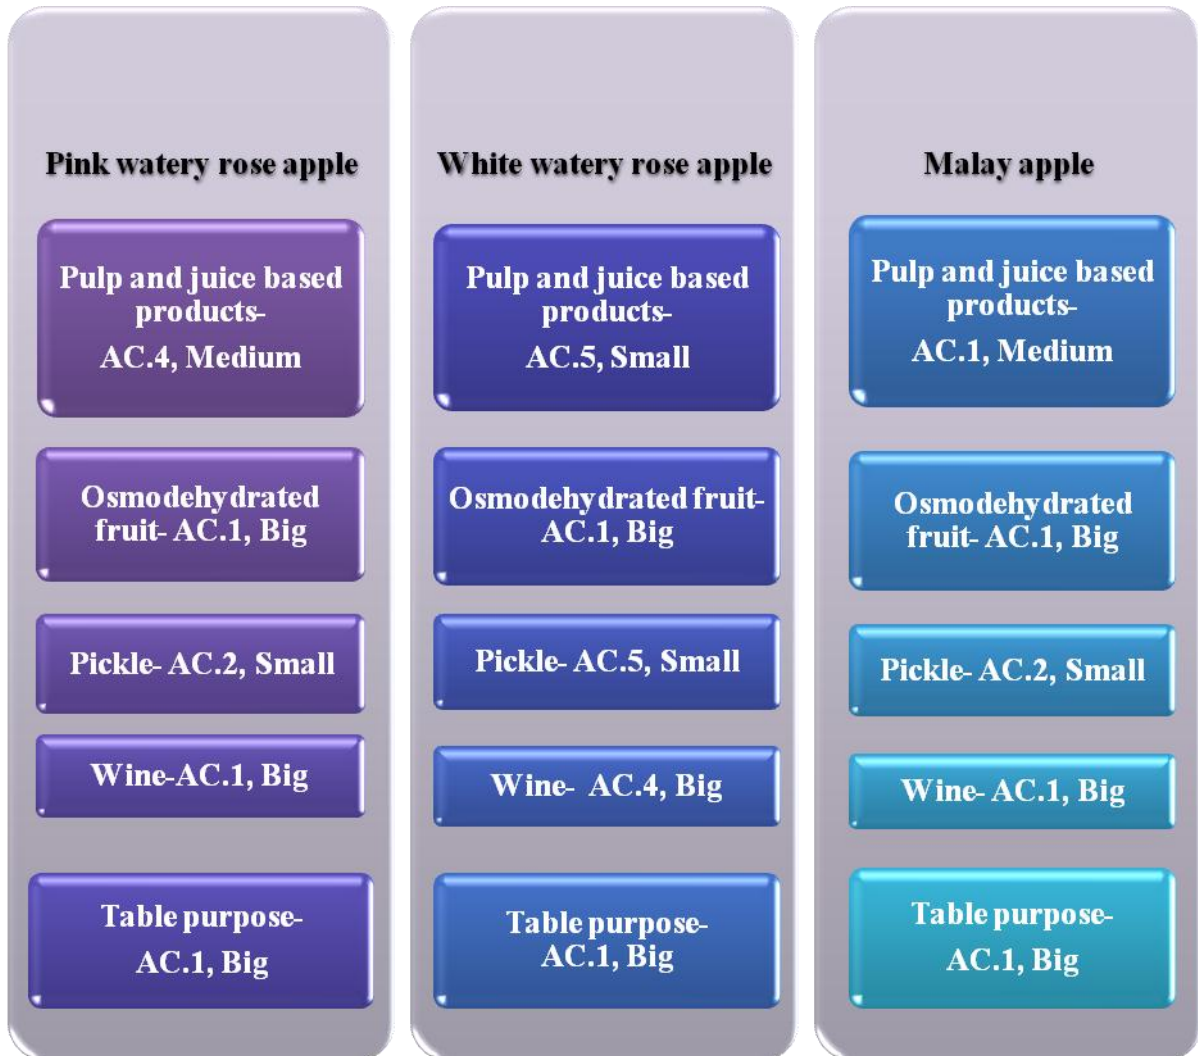 Pink watery rose apple
Pulp and juice based
products-
AC.4, Medium
Osmodehydrated
fruit- AC.1, Big
Pickle- AC.2, Small
Wine-AC.1, Big
Table purpose-
AC.1, Big
White watery rose apple
Pulp and juice based
products-
AC.5, Small
Osmodehydrated fruit-
AC.1, Big
Pickle- AC.5, Small
Wine-  AC.4, Big
Table purpose-
AC.1, Big
Malay apple
Pulp and juice based
products-
AC.1, Medium
Osmodehydrated
fruit- AC.1, Big
Pickle- AC.2, Small
Wine- AC.1, Big
Table purpose-
AC.1, Big